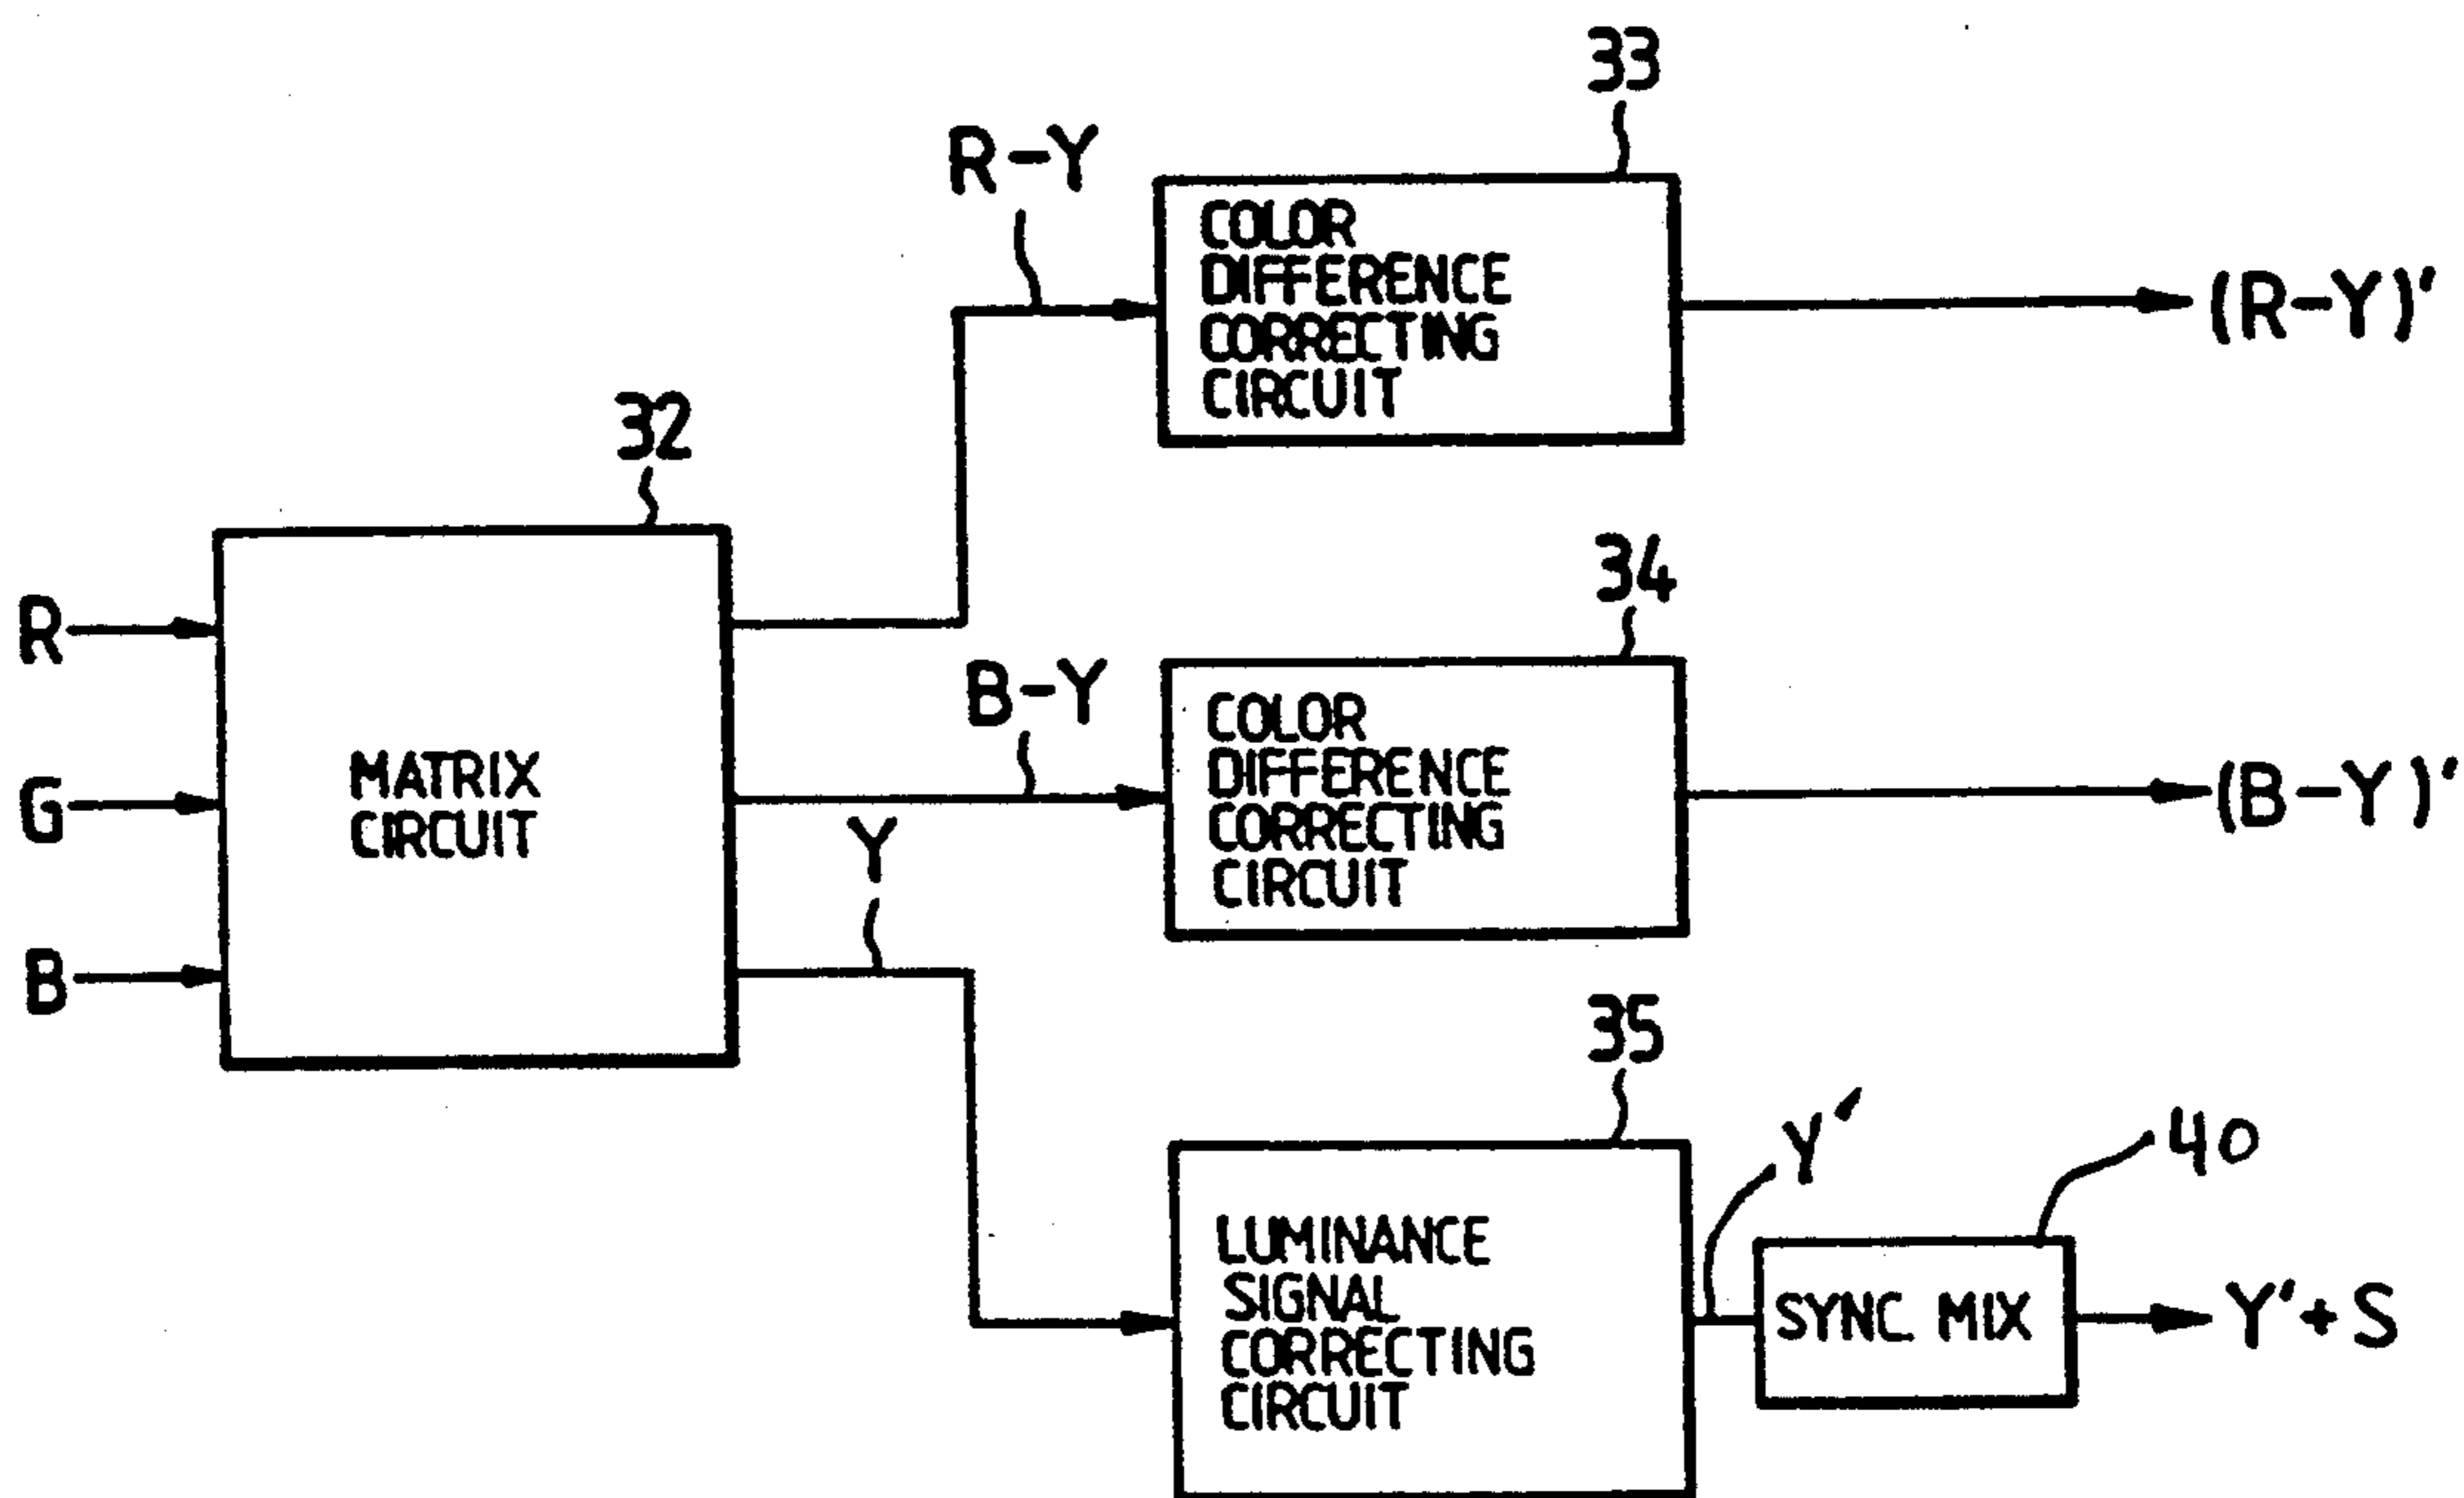 33
R-Y
COLOR
DIFFERENCE
CORRECTING
CIRCUIT
(R-Y)'
32
34
R
B-Y
COLOR
DIFFERENCE
CORRECTING
CIRCUIT
(B-Y)'
G
MATRIX
CIRCUIT
Y
B
35
Y'
40
LUMINANCE
SIGNAL
CORRECTING
CIRCUIT
SYNC MIX
Y'+S